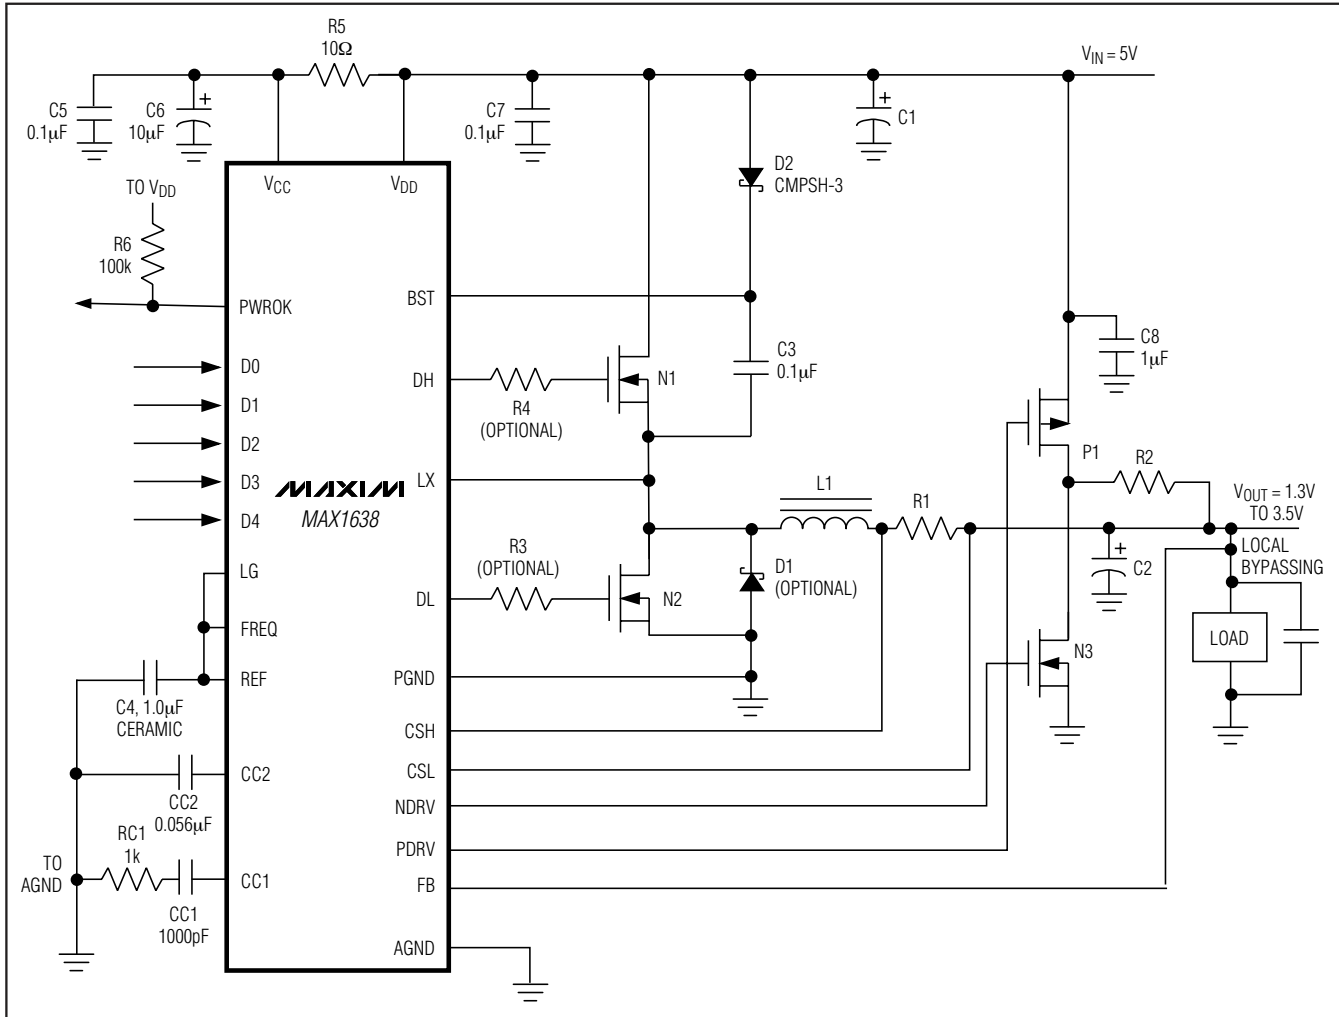 R5
10Ω
VIN = 5V
C5
0.1µF
C6
10µF
C7
0.1µF
C1
+
+
VCC
VDD
D2
CMPSH-3
TO VDD
R6
100k
PWROK
BST
D0
D1
D2
D3
D4
DH
R4
(OPTIONAL)
N1
C3
0.1µF
C8
1µF
P1
LX
MAXIM
MAX1638
L1
R1
R2
VOUT = 1.3V
TO 3.5V
LG
FREQ
REF
R3
(OPTIONAL)
DL
N2
D1
(OPTIONAL)
+
C2
LOCAL
BYPASSING
LOAD
N3
C4, 1.0µF
CERAMIC
PGND
CSH
CSL
NDRV
PDRV
FB
AGND
CC2
CC2
0.056µF
RC1
1k
TO
AGND
CC1
CC1
1000pF